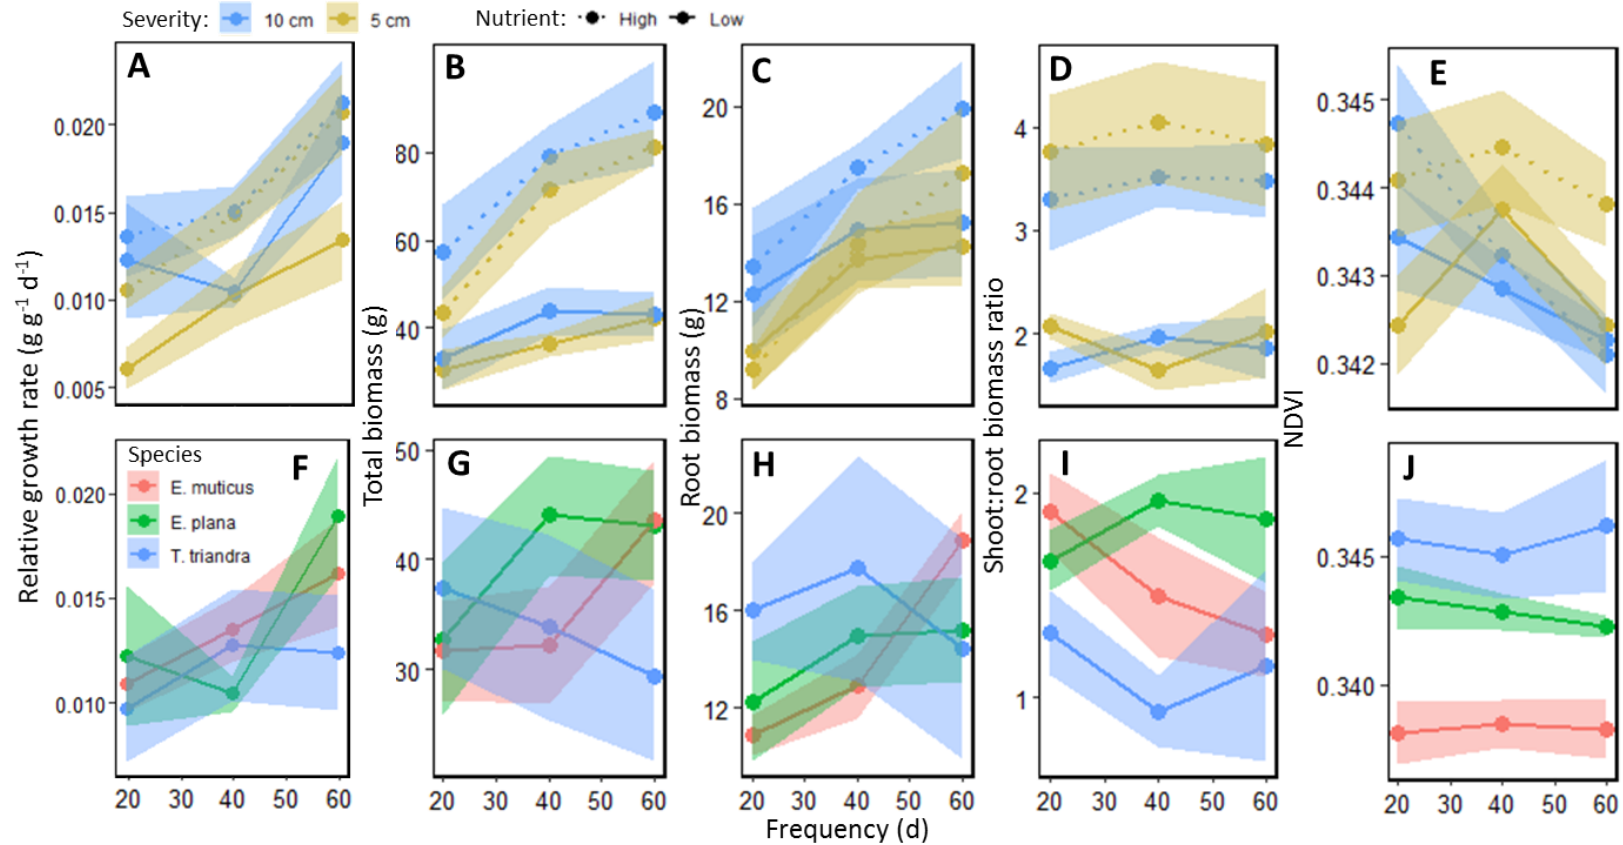 Severity: 10 cm 5 cm Nutrient: High Low
A B C D E
0.020 0.015 0.010 0.005
80 60 40
20 16 12 8
4 3 2
0.345 0.344 0.343 0.342
Relative growth rate (g g⁻¹ d⁻¹)
Total biomass (g)
Root biomass (g)
Shoot:root biomass ratio
NDVI
F G H I J
Species
E. muticus
E. plana
T. triandra
0.020 0.015 0.010
50 40 30
20 16 12
2 1
0.345 0.340
20 30 40 50 60 20 30 40 50 60 20 30 40 50 60 20 30 40 50 60 20 30 40 50 60
Frequency (d)